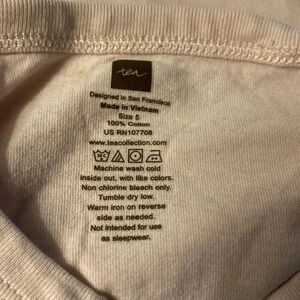 tea
Designed in San Francisco
Made in Vietnam
Size 5
100% Cotton
US RN107708
www.teacollection.com
Machine wash cold
inside out, with like colors.
Non chlorine bleach only.
Tumble dry low.
Warm iron on reverse
side as needed.
Not intended for use
as sleepwear.